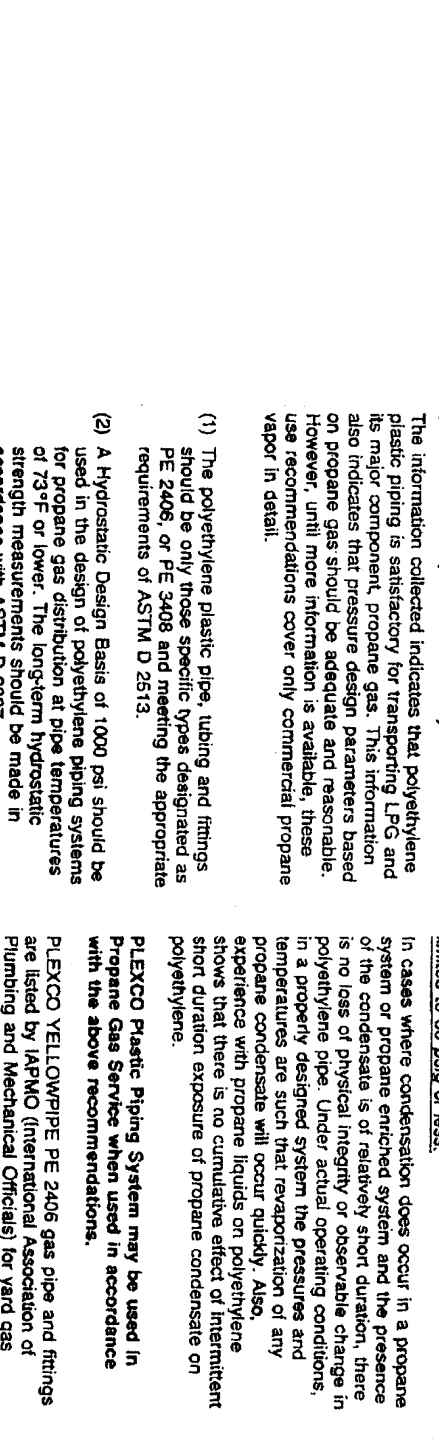 The information collected indicates that polyethylene
plastic piping is satisfactory for transporting LPG and
its major component, propane gas. This information
also indicates that pressure design parameters based
on propane gas should be adequate and reasonable.
However, until more information is available, these
use recommendations cover only commercial propane
vapor in detail.
(1) The polyethylene plastic pipe, tubing and fittings
should be only those specific types designated as
PE 2406, or PE 3408 and meeting the appropriate
requirements of ASTM D 2513.
(2) A Hydrostatic Design Basis of 1000 psi should be
used in the design of polyethylene piping systems
for propane gas distribution at pipe temperatures
of 73°F or lower. The long-term hydrostatic
strength measurements should be made in
In cases where condensation does occur in a propane
system or propane enriched system and the presence
of the condensate is of relatively short duration, there
is no loss of physical integrity or observable change in
polyethylene pipe. Under actual operating conditions,
in a properly designed system the pressures and
temperatures are such that revaporization of any
propane condensate will occur quickly. Also,
experience with propane liquids on polyethylene
shows that there is no cumulative effect of intermittent
short duration exposure of propane condensate on
polyethylene.
PLEXCO Plastic Piping System may be used in
Propane Gas Service when used in accordance
with the above recommendations.
PLEXCO YELLOWPIPE PE 2406 gas pipe and fittings
are listed by IAPMO (International Association of
Plumbing and Mechanical Officials) for yard gas